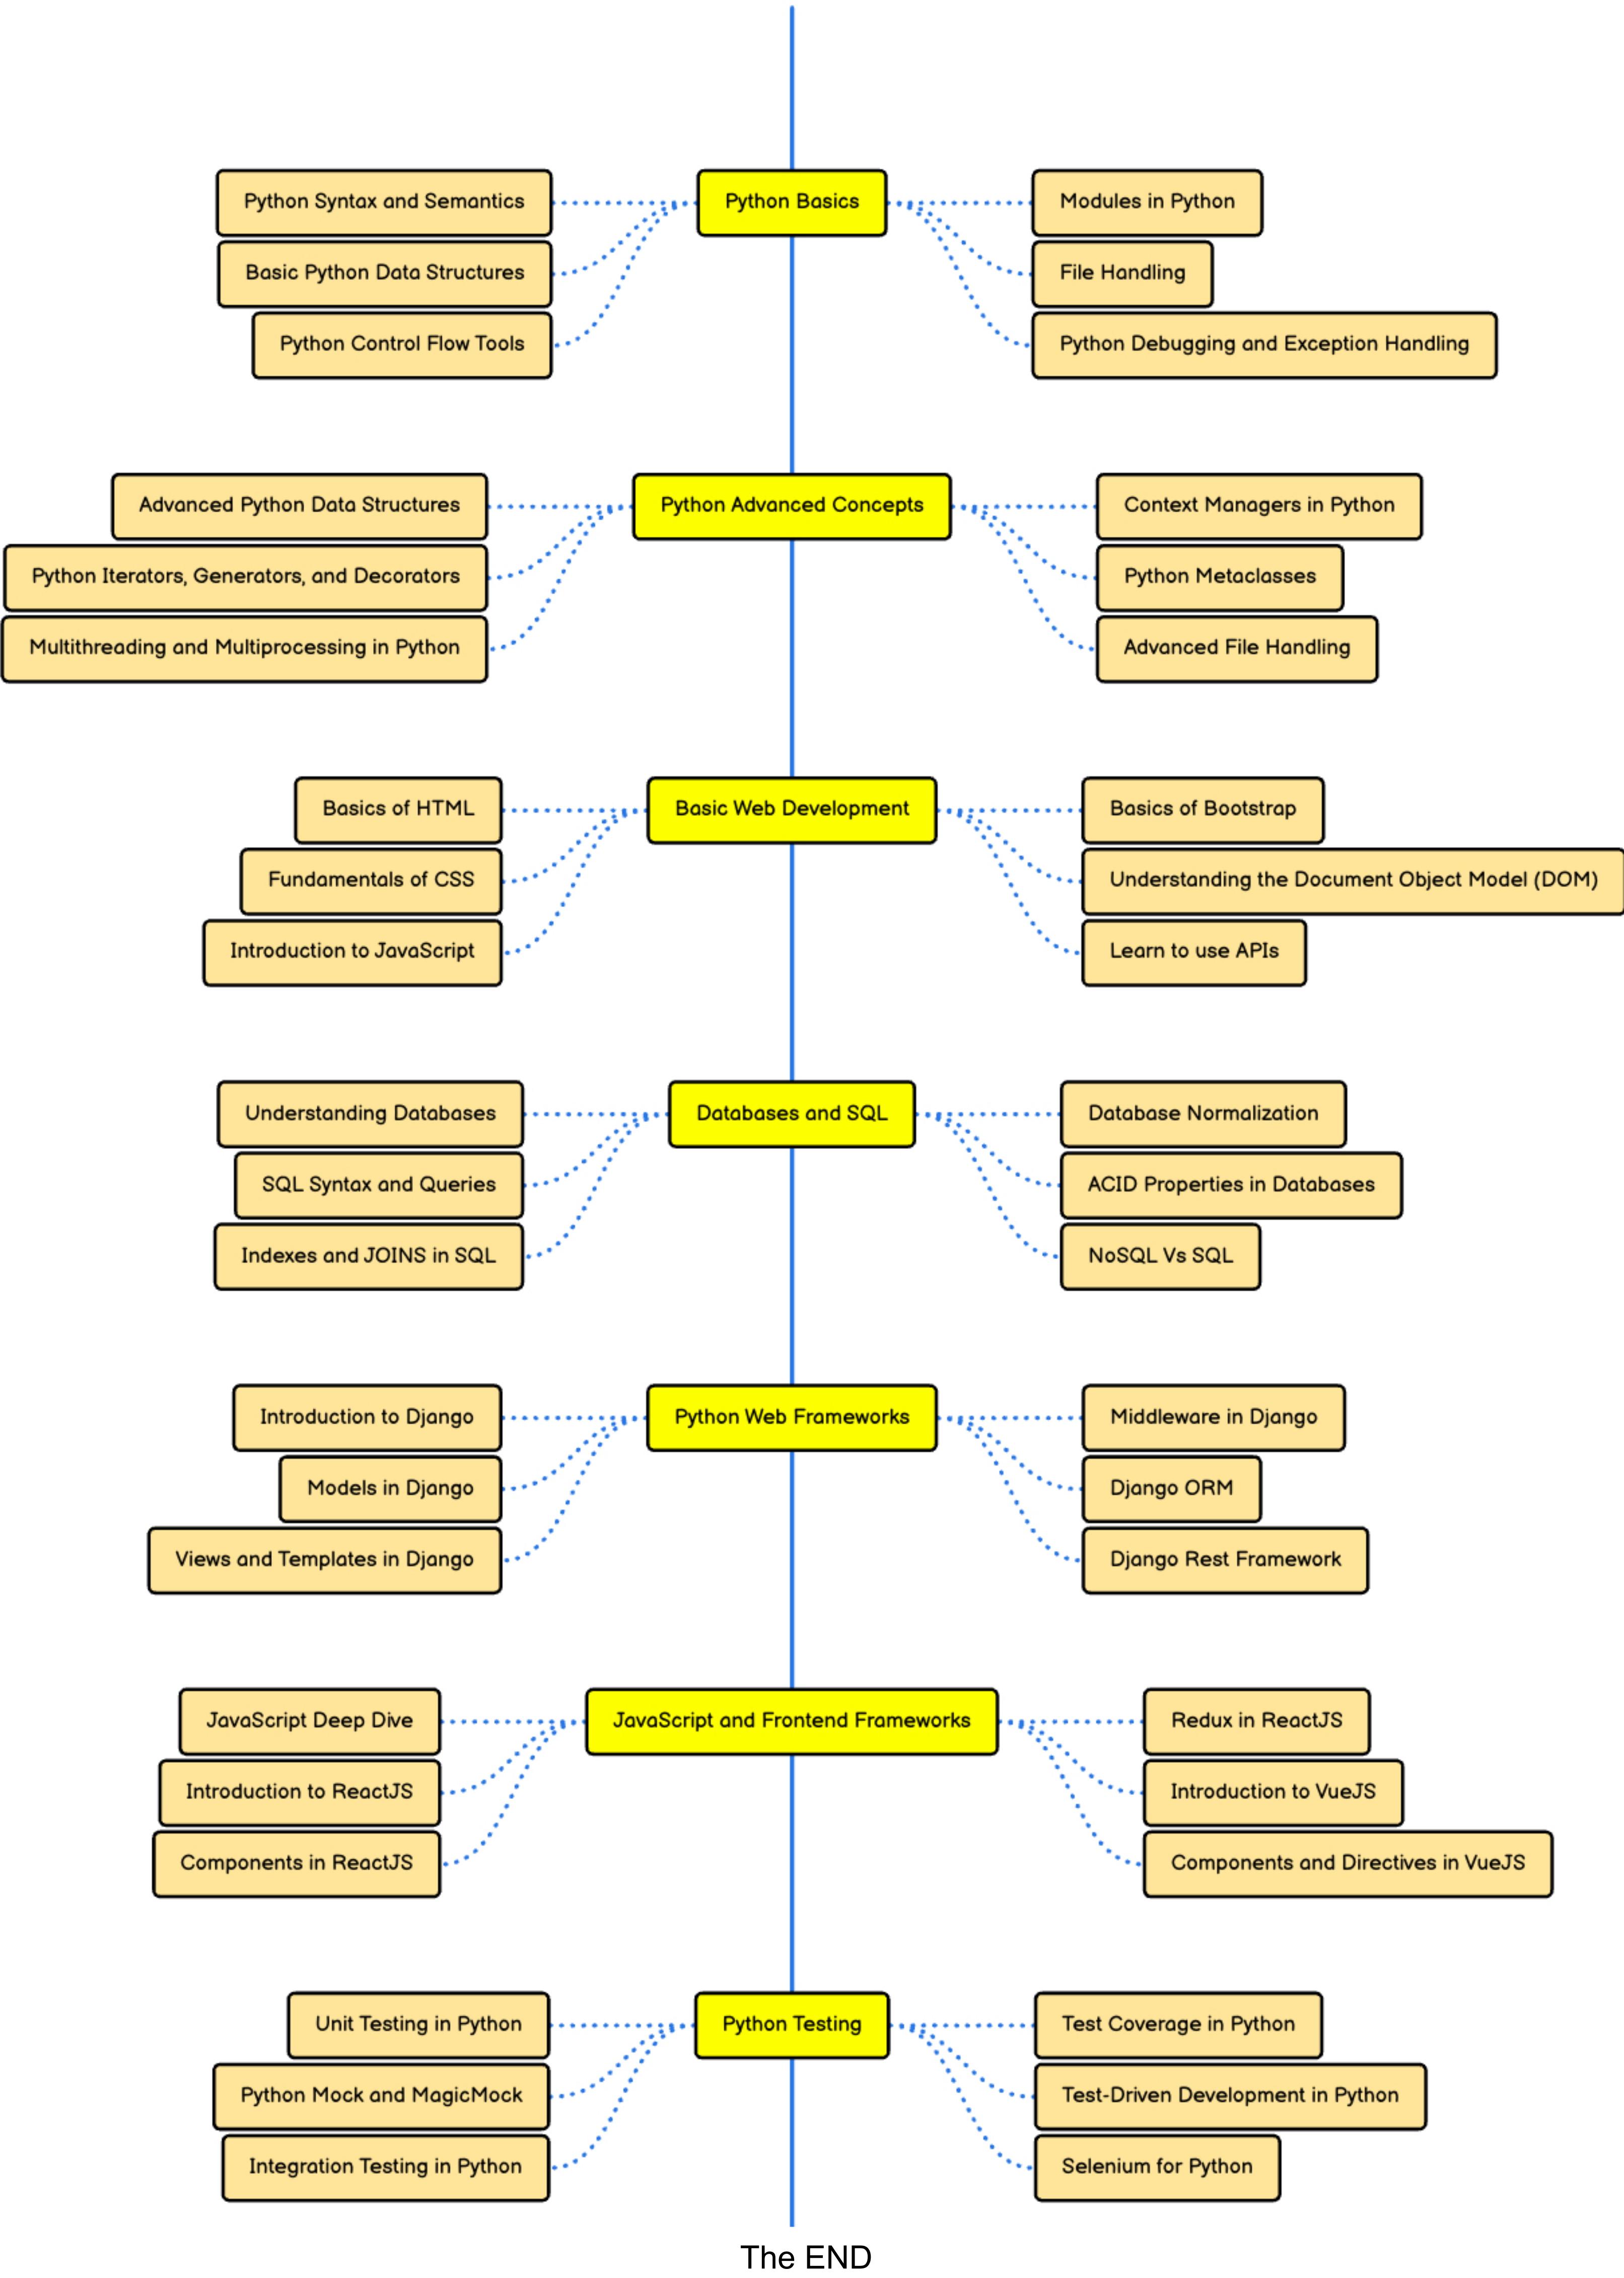 Python Syntax and Semantics
Python Basics
Modules in Python
Basic Python Data Structures
File Handling
Python Control Flow Tools
Python Debugging and Exception Handling
Advanced Python Data Structures
Python Advanced Concepts
Context Managers in Python
Python Iterators, Generators, and Decorators
Python Metaclasses
Multithreading and Multiprocessing in Python
Advanced File Handling
Basics of HTML
Basic Web Development
Basics of Bootstrap
Fundamentals of CSS
Understanding the Document Object Model (DOM)
Introduction to JavaScript
Learn to use APIs
Understanding Databases
Databases and SQL
Database Normalization
SQL Syntax and Queries
ACID Properties in Databases
Indexes and JOINS in SQL
NoSQL Vs SQL
Introduction to Django
Python Web Frameworks
Middleware in Django
Models in Django
Django ORM
Views and Templates in Django
Django Rest Framework
JavaScript Deep Dive
JavaScript and Frontend Frameworks
Redux in ReactJS
Introduction to ReactJS
Introduction to VueJS
Components in ReactJS
Components and Directives in VueJS
Unit Testing in Python
Python Testing
Test Coverage in Python
Python Mock and MagicMock
Test-Driven Development in Python
Integration Testing in Python
Selenium for Python
The END